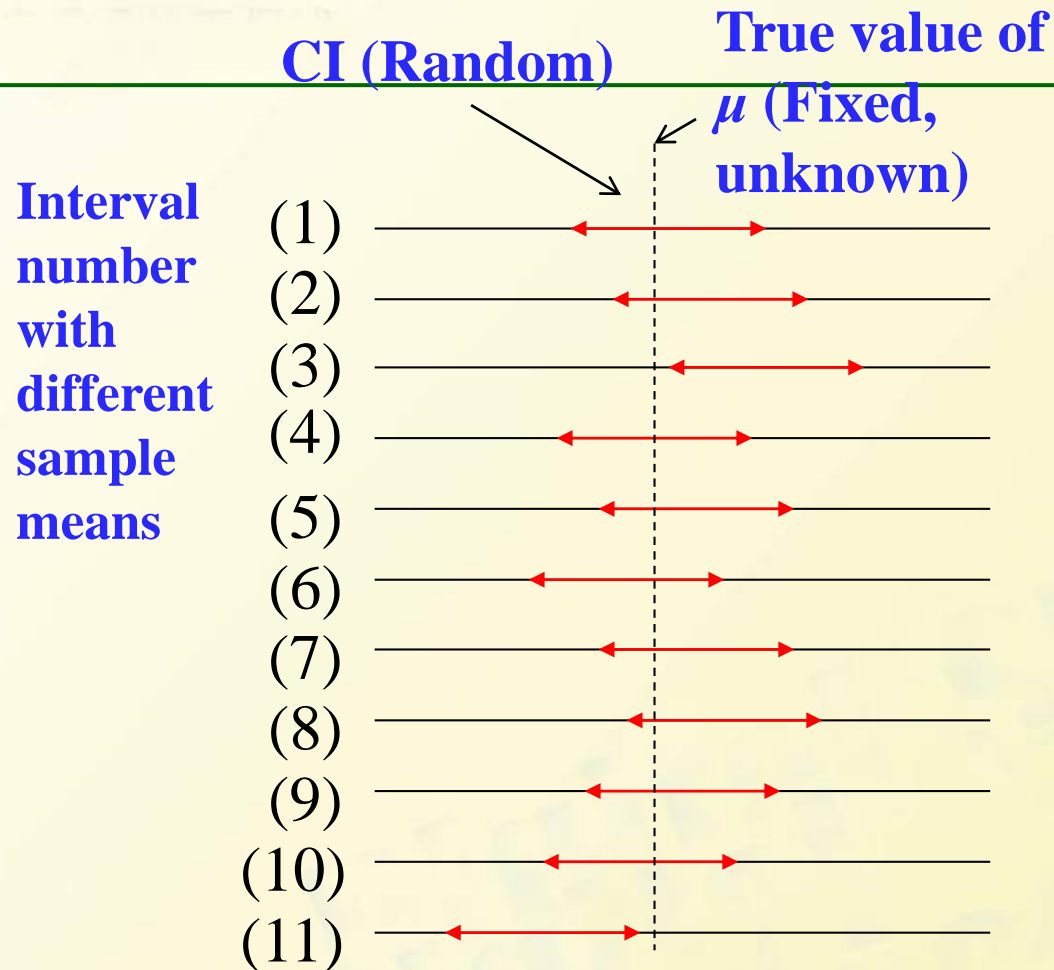 CI (Random)
True value of
μ (Fixed,
unknown)
Interval
number
with
different
sample
means
(1)
(2)
(3)
(4)
(5)
(6)
(7)
(8)
(9)
(10)
(11)